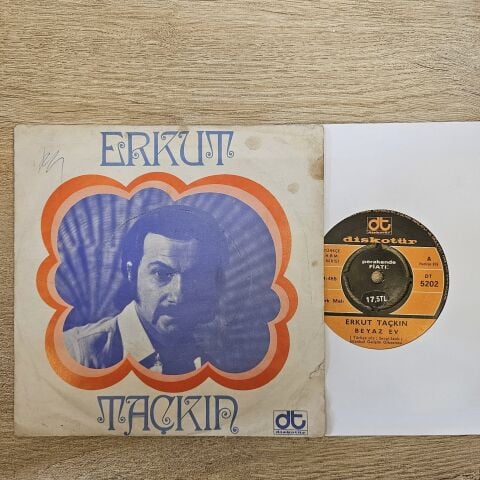 ERKUT
TAÇKIN
dt
diskotür
dt
diskotür
A
perakende
FİATI:
DT
5202
17,5TL
ERKUT TAÇKIN
BEYAZ EV